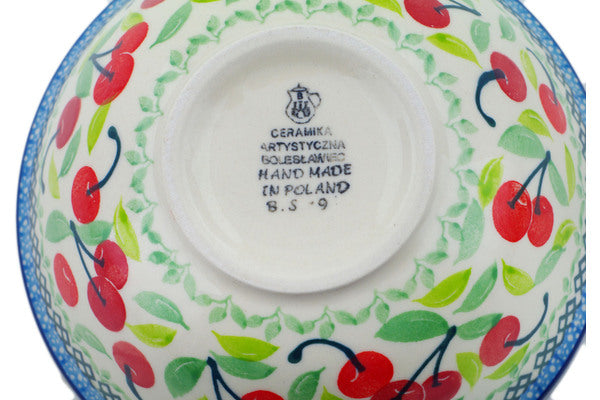 CERAMIKA
ARTYSTYCZNA
BOLESŁAWIEC
HAND MADE
IN POLAND
B.S -9